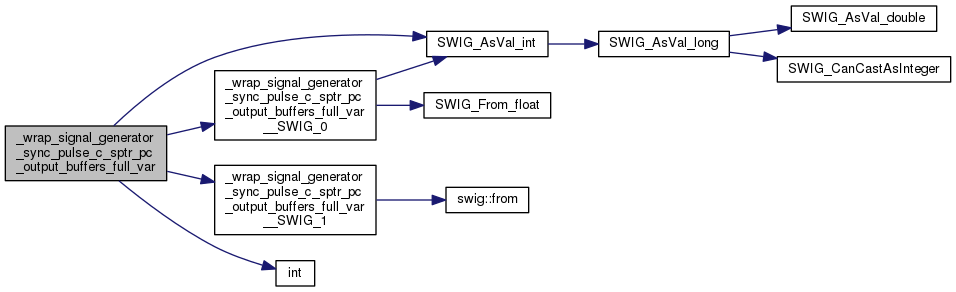 _wrap_signal_generator
_sync_pulse_c_sptr_pc
_output_buffers_full_var
SWIG_AsVal_int
_wrap_signal_generator
_sync_pulse_c_sptr_pc
_output_buffers_full_var
__SWIG_0
_wrap_signal_generator
_sync_pulse_c_sptr_pc
_output_buffers_full_var
__SWIG_1
int
SWIG_From_float
swig::from
SWIG_AsVal_long
SWIG_AsVal_double
SWIG_CanCastAsInteger